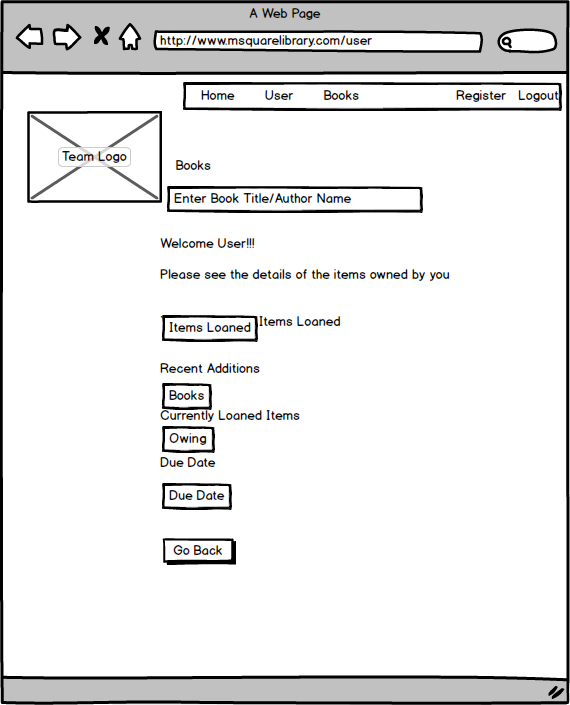 A Web Page
http://www.msquarelibrary.com/user
Home User Books Register Logout
Team Logo
Books
Enter Book Title/Author Name
Welcome User!!!
Please see the details of the items owned by you
Items Loaned Items Loaned
Recent Additions
Books
Currently Loaned Items
Owing
Due Date
Due Date
Go Back